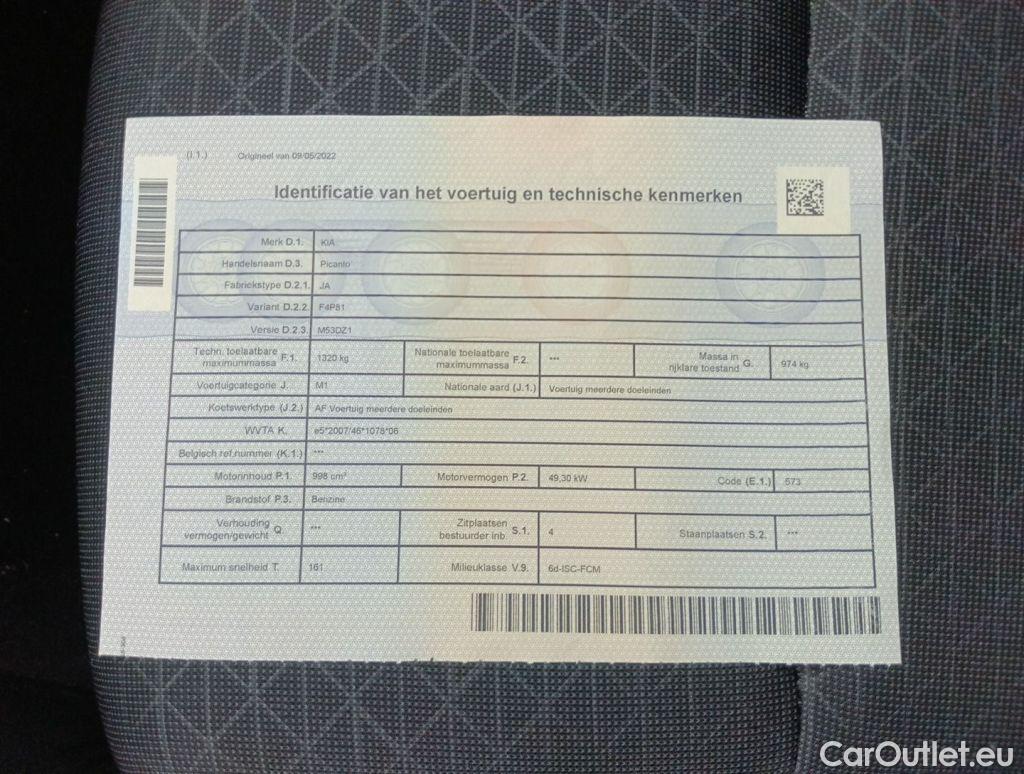 (I.1.) Origineel van 09/05/2022
Identificatie van het voertuig en technische kenmerken
Merk D.1. KIA
Handelsnaam D.3. Picanto
Fabriekstype D.2.1. JA
Variant D.2.2. F4P81
Versie D.2.3. M53DZ1
Techn. toelaatbare maximummassa F.1. 1320 kg Nationale toelaatbare maximummassa F.2. *** Massa in rijklare toestand G. 974 kg
Voertuigcategorie J. M1 Nationale aard (J.1.) Voertuig meerdere doeleinden
Koetswerktype (J.2.) AF Voertuig meerdere doeleinden
WVTA K. e5*2007/46*1078*06
Belgisch ref.nummer (K.1.) ***
Motorinhoud P.1. 998 cm³ Motorvermogen P.2. 49,30 kW Code (E.1.) 573
Brandstof P.3. Benzine
Verhouding vermogen/gewicht Q. *** Zitplaatsen bestuurder inb. S.1. 4 Staanplaatsen S.2. ***
Maximum snelheid T. 161 Milieuklasse V.9. 6d-ISC-FCM
CarOutlet.eu